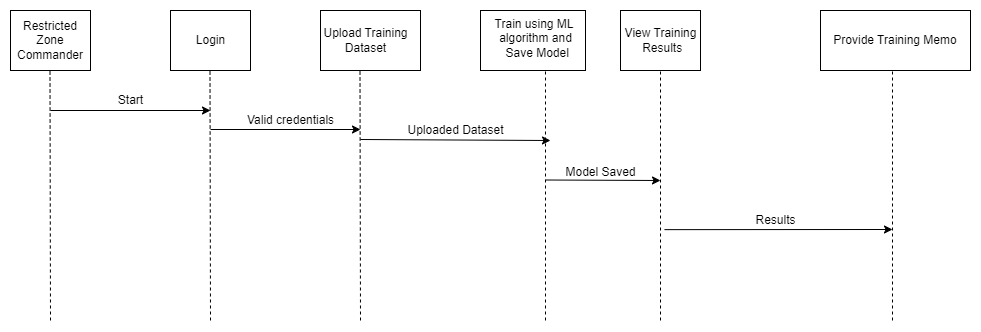 Restricted
Zone
Commander
Login
Upload Training
Dataset
Train using ML
algorithm and
Save Model
View Training
Results
Provide Training Memo
Start
Valid credentials
Uploaded Dataset
Model Saved
Results